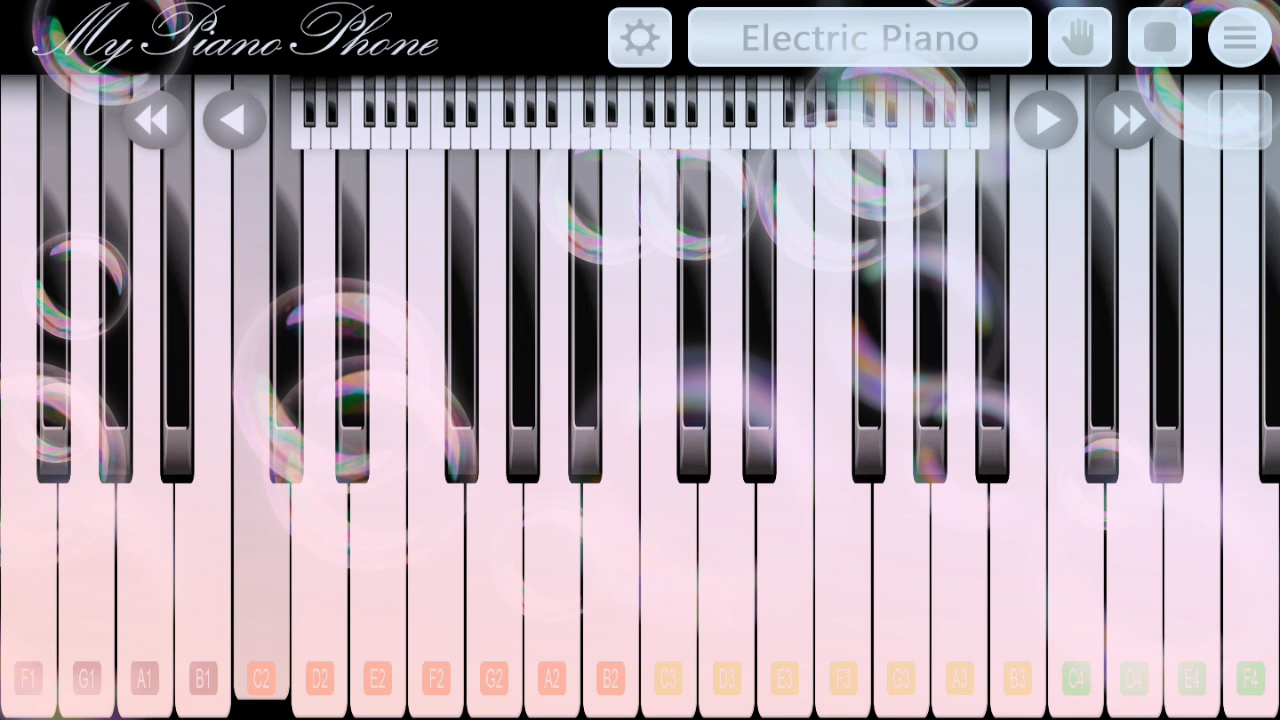 My Piano Phone
Electric Piano
F1 G1 A1 B1 C2 D2 E2 F2 G2 A2 B2 C3 D3 E3 F3 G3 A3 B3 C4 D4 E4 F4